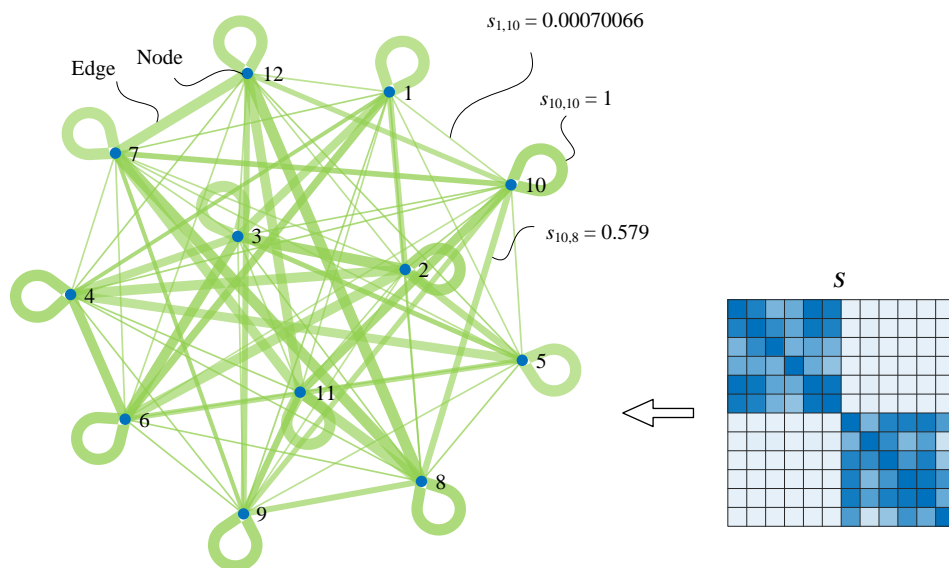 s1,10 = 0.00070066
Node
Edge
12
1
s10,10 = 1
7
10
3
s10,8 = 0.579
2
4
S
5
11
6
8
9